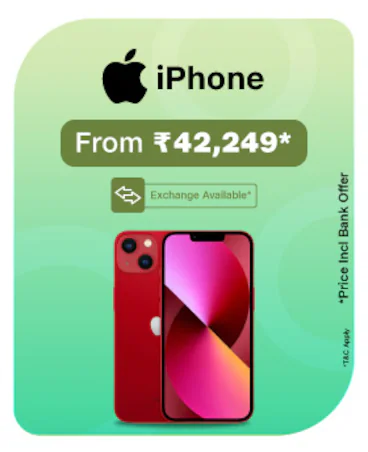 iPhone
From ₹42,249*
Exchange Available*
*Price Incl Bank Offer
*T&C Apply